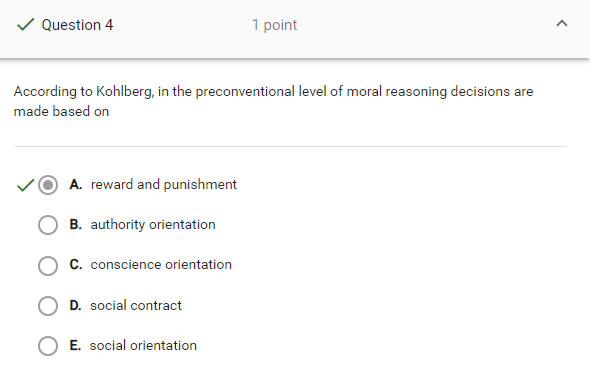 Question 4 1 point
According to Kohlberg, in the preconventional level of moral reasoning decisions are
made based on
A. reward and punishment
B. authority orientation
C. conscience orientation
D. social contract
E. social orientation